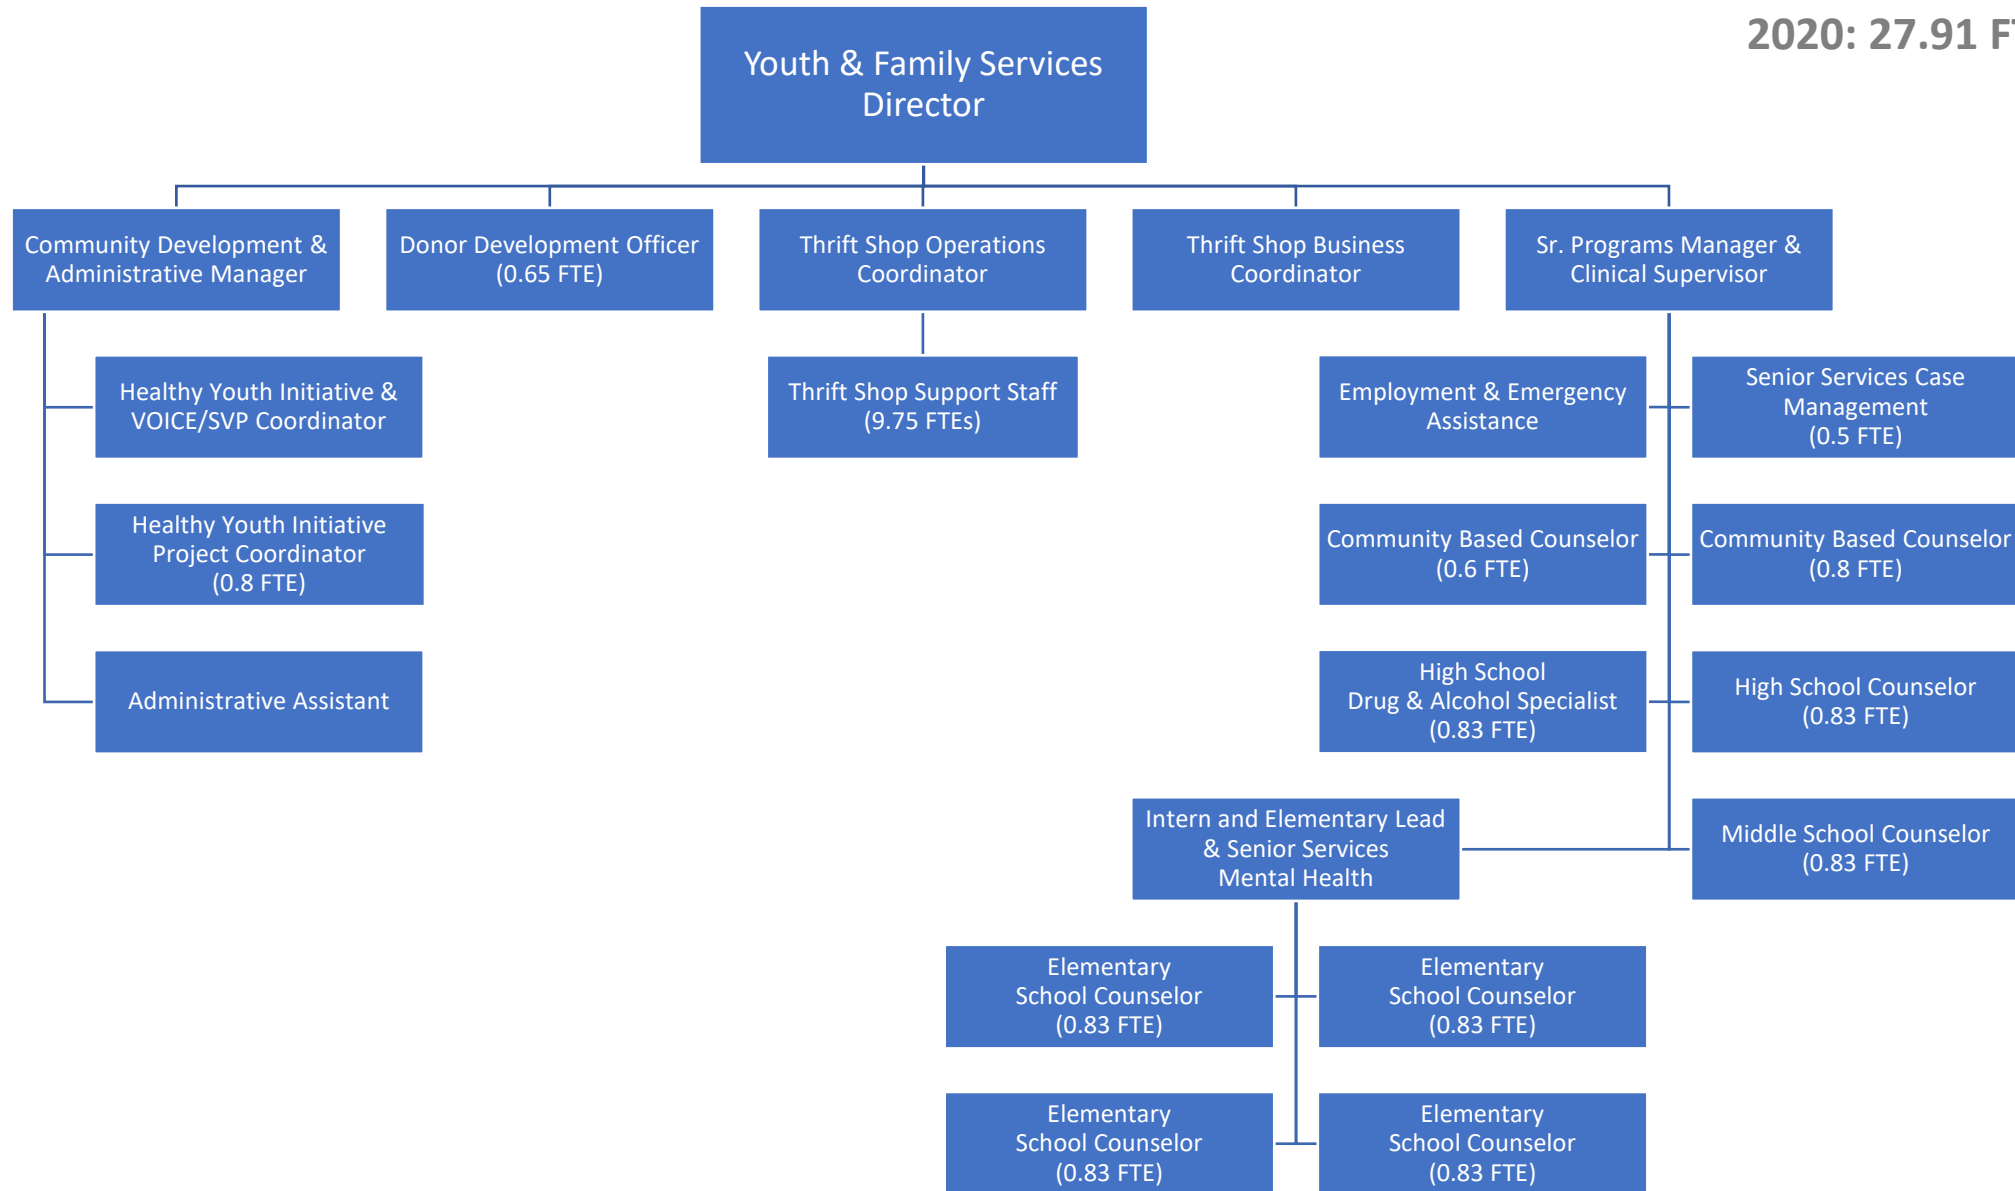 2020: 27.91 FT
Youth & Family Services
Director
Community Development &
Administrative Manager
Donor Development Officer
(0.65 FTE)
Thrift Shop Operations
Coordinator
Thrift Shop Business
Coordinator
Sr. Programs Manager &
Clinical Supervisor
Healthy Youth Initiative &
VOICE/SVP Coordinator
Thrift Shop Support Staff
(9.75 FTEs)
Employment & Emergency
Assistance
Senior Services Case
Management
(0.5 FTE)
Healthy Youth Initiative
Project Coordinator
(0.8 FTE)
Community Based Counselor
(0.6 FTE)
Community Based Counselor
(0.8 FTE)
Administrative Assistant
High School
Drug & Alcohol Specialist
(0.83 FTE)
High School Counselor
(0.83 FTE)
Intern and Elementary Lead
& Senior Services
Mental Health
Middle School Counselor
(0.83 FTE)
Elementary
School Counselor
(0.83 FTE)
Elementary
School Counselor
(0.83 FTE)
Elementary
School Counselor
(0.83 FTE)
Elementary
School Counselor
(0.83 FTE)